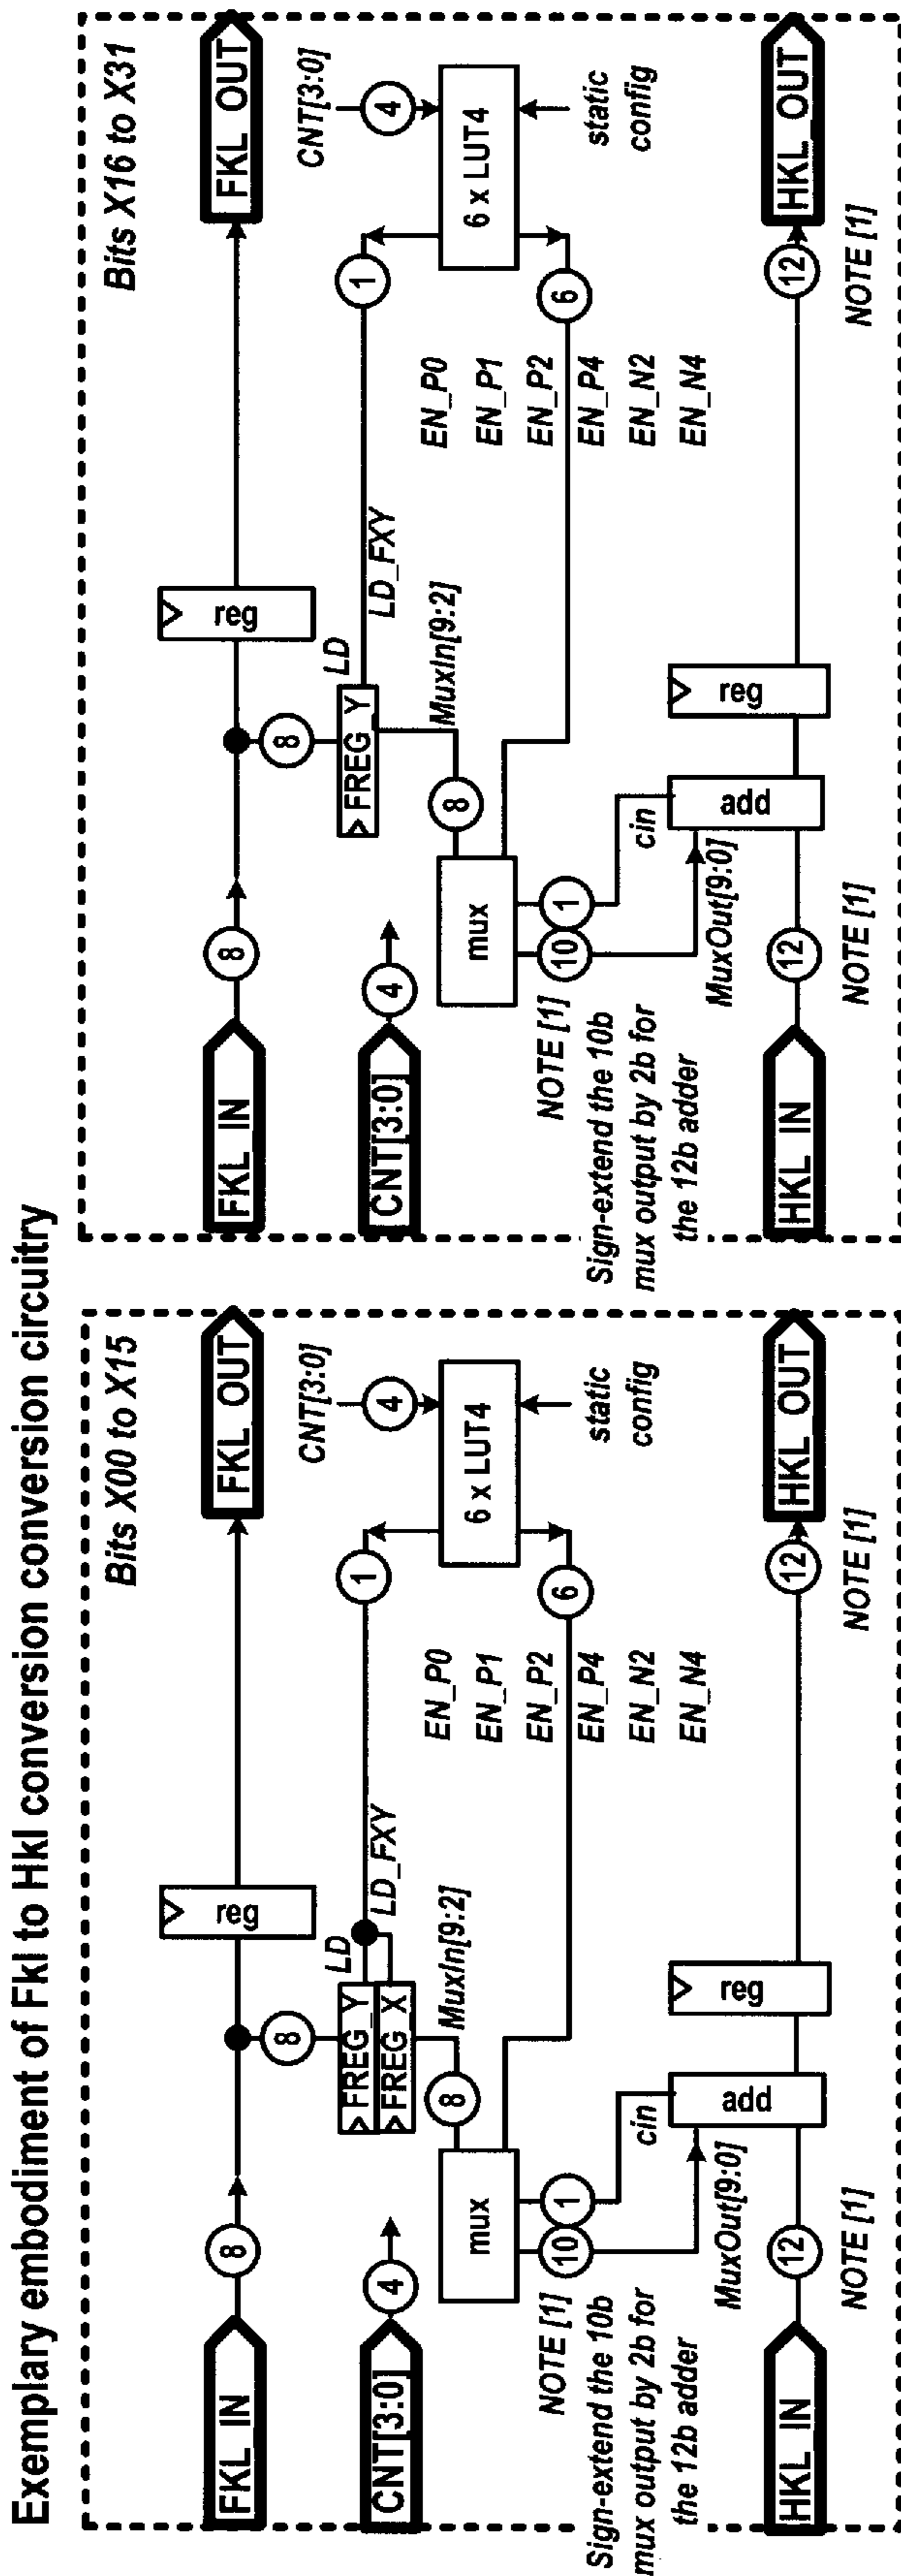 Exemplary embodiment of Fkl to Hkl conversion conversion circuitry
Bits X00 to X15
FKL_IN
8
reg
FKL_OUT
8
CNT[3:0]
4
FREG_Y
FREG_X
LD
LD_FXY
1
CNT[3:0]
4
6 x LUT4
static
config
MuxIn[9:2]
8
mux
6
EN_P0
EN_P1
EN_P2
EN_P4
EN_N2
EN_N4
10
1
NOTE [1]
Sign-extend the 10b
mux output by 2b for
the 12b adder
cin
MuxOut[9:0]
add
reg
HKL_IN
12
NOTE [1]
12
NOTE [1]
HKL_OUT
Bits X16 to X31
FKL_IN
8
reg
FKL_OUT
8
CNT[3:0]
4
FREG_Y
LD
LD_FXY
1
CNT[3:0]
4
6 x LUT4
static
config
MuxIn[9:2]
8
mux
6
EN_P0
EN_P1
EN_P2
EN_P4
EN_N2
EN_N4
10
1
NOTE [1]
Sign-extend the 10b
mux output by 2b for
the 12b adder
cin
MuxOut[9:0]
add
reg
HKL_IN
12
NOTE [1]
12
NOTE [1]
HKL_OUT